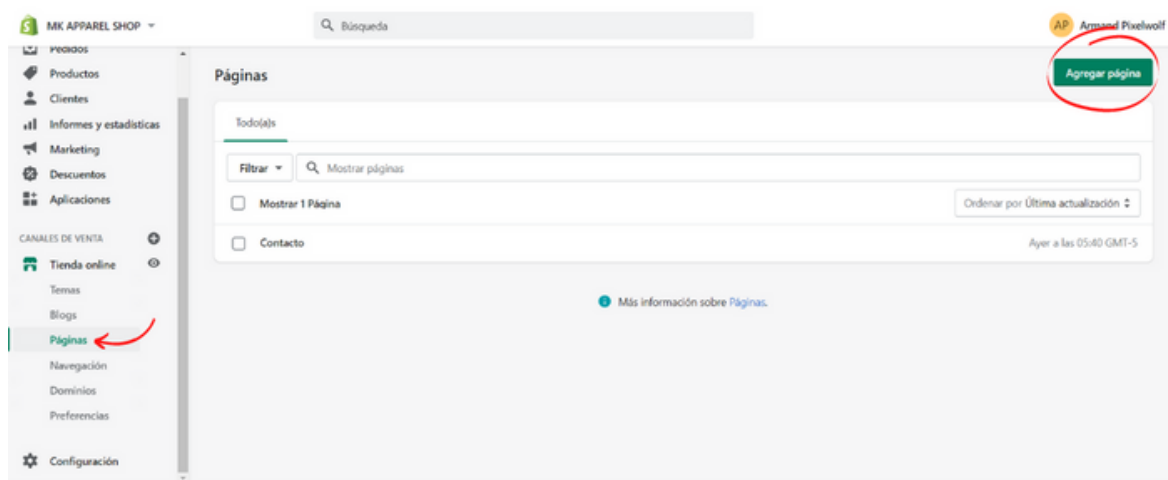 MK APPAREL SHOP
Búsqueda
AP Armand Pixelwolf
Pedidos
Productos
Clientes
Informes y estadísticas
Marketing
Descuentos
Aplicaciones
CANALES DE VENTA
Tienda online
Temas
Blogs
Páginas
Navegación
Dominios
Preferencias
Configuración
Páginas
Agregar página
Todo(a)s
Filtrar
Mostrar páginas
Mostrar 1 Página
Ordenar por Última actualización
Contacto
Ayer a las 05:40 GMT-5
Más información sobre Páginas.